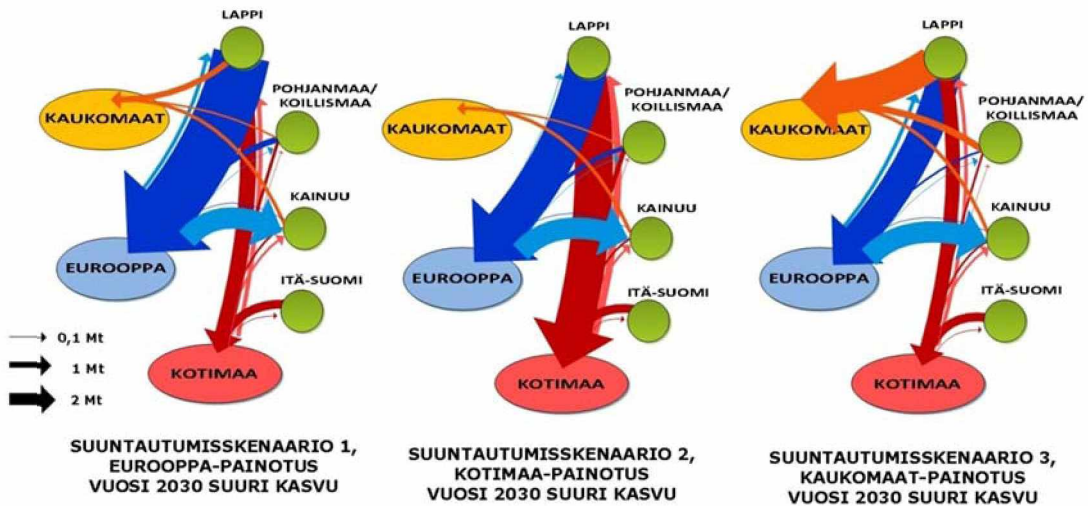 LAPPI
POHJANMAA/
KOILLISMAA
KAUKOMAAT
KAINUU
EUROOPPA
ITÄ-SUOMI
KOTIMAA
0,1 Mt
1 Mt
2 Mt
SUUNTAUTUMISSKENAARIO 1,
EUROOPPA-PAINOTUS
VUOSI 2030 SUURI KASVU
LAPPI
POHJANMAA/
KOILLISMAA
KAUKOMAAT
KAINUU
EUROOPPA
ITÄ-SUOMI
KOTIMAA
SUUNTAUTUMISSKENAARIO 2,
KOTIMAA-PAINOTUS
VUOSI 2030 SUURI KASVU
LAPPI
POHJANMAA/
KOILLISMAA
KAUKOMAAT
KAINUU
EUROOPPA
ITÄ-SUOMI
KOTIMAA
SUUNTAUTUMISSKENAARIO 3,
KAUKOMAAT-PAINOTUS
VUOSI 2030 SUURI KASVU